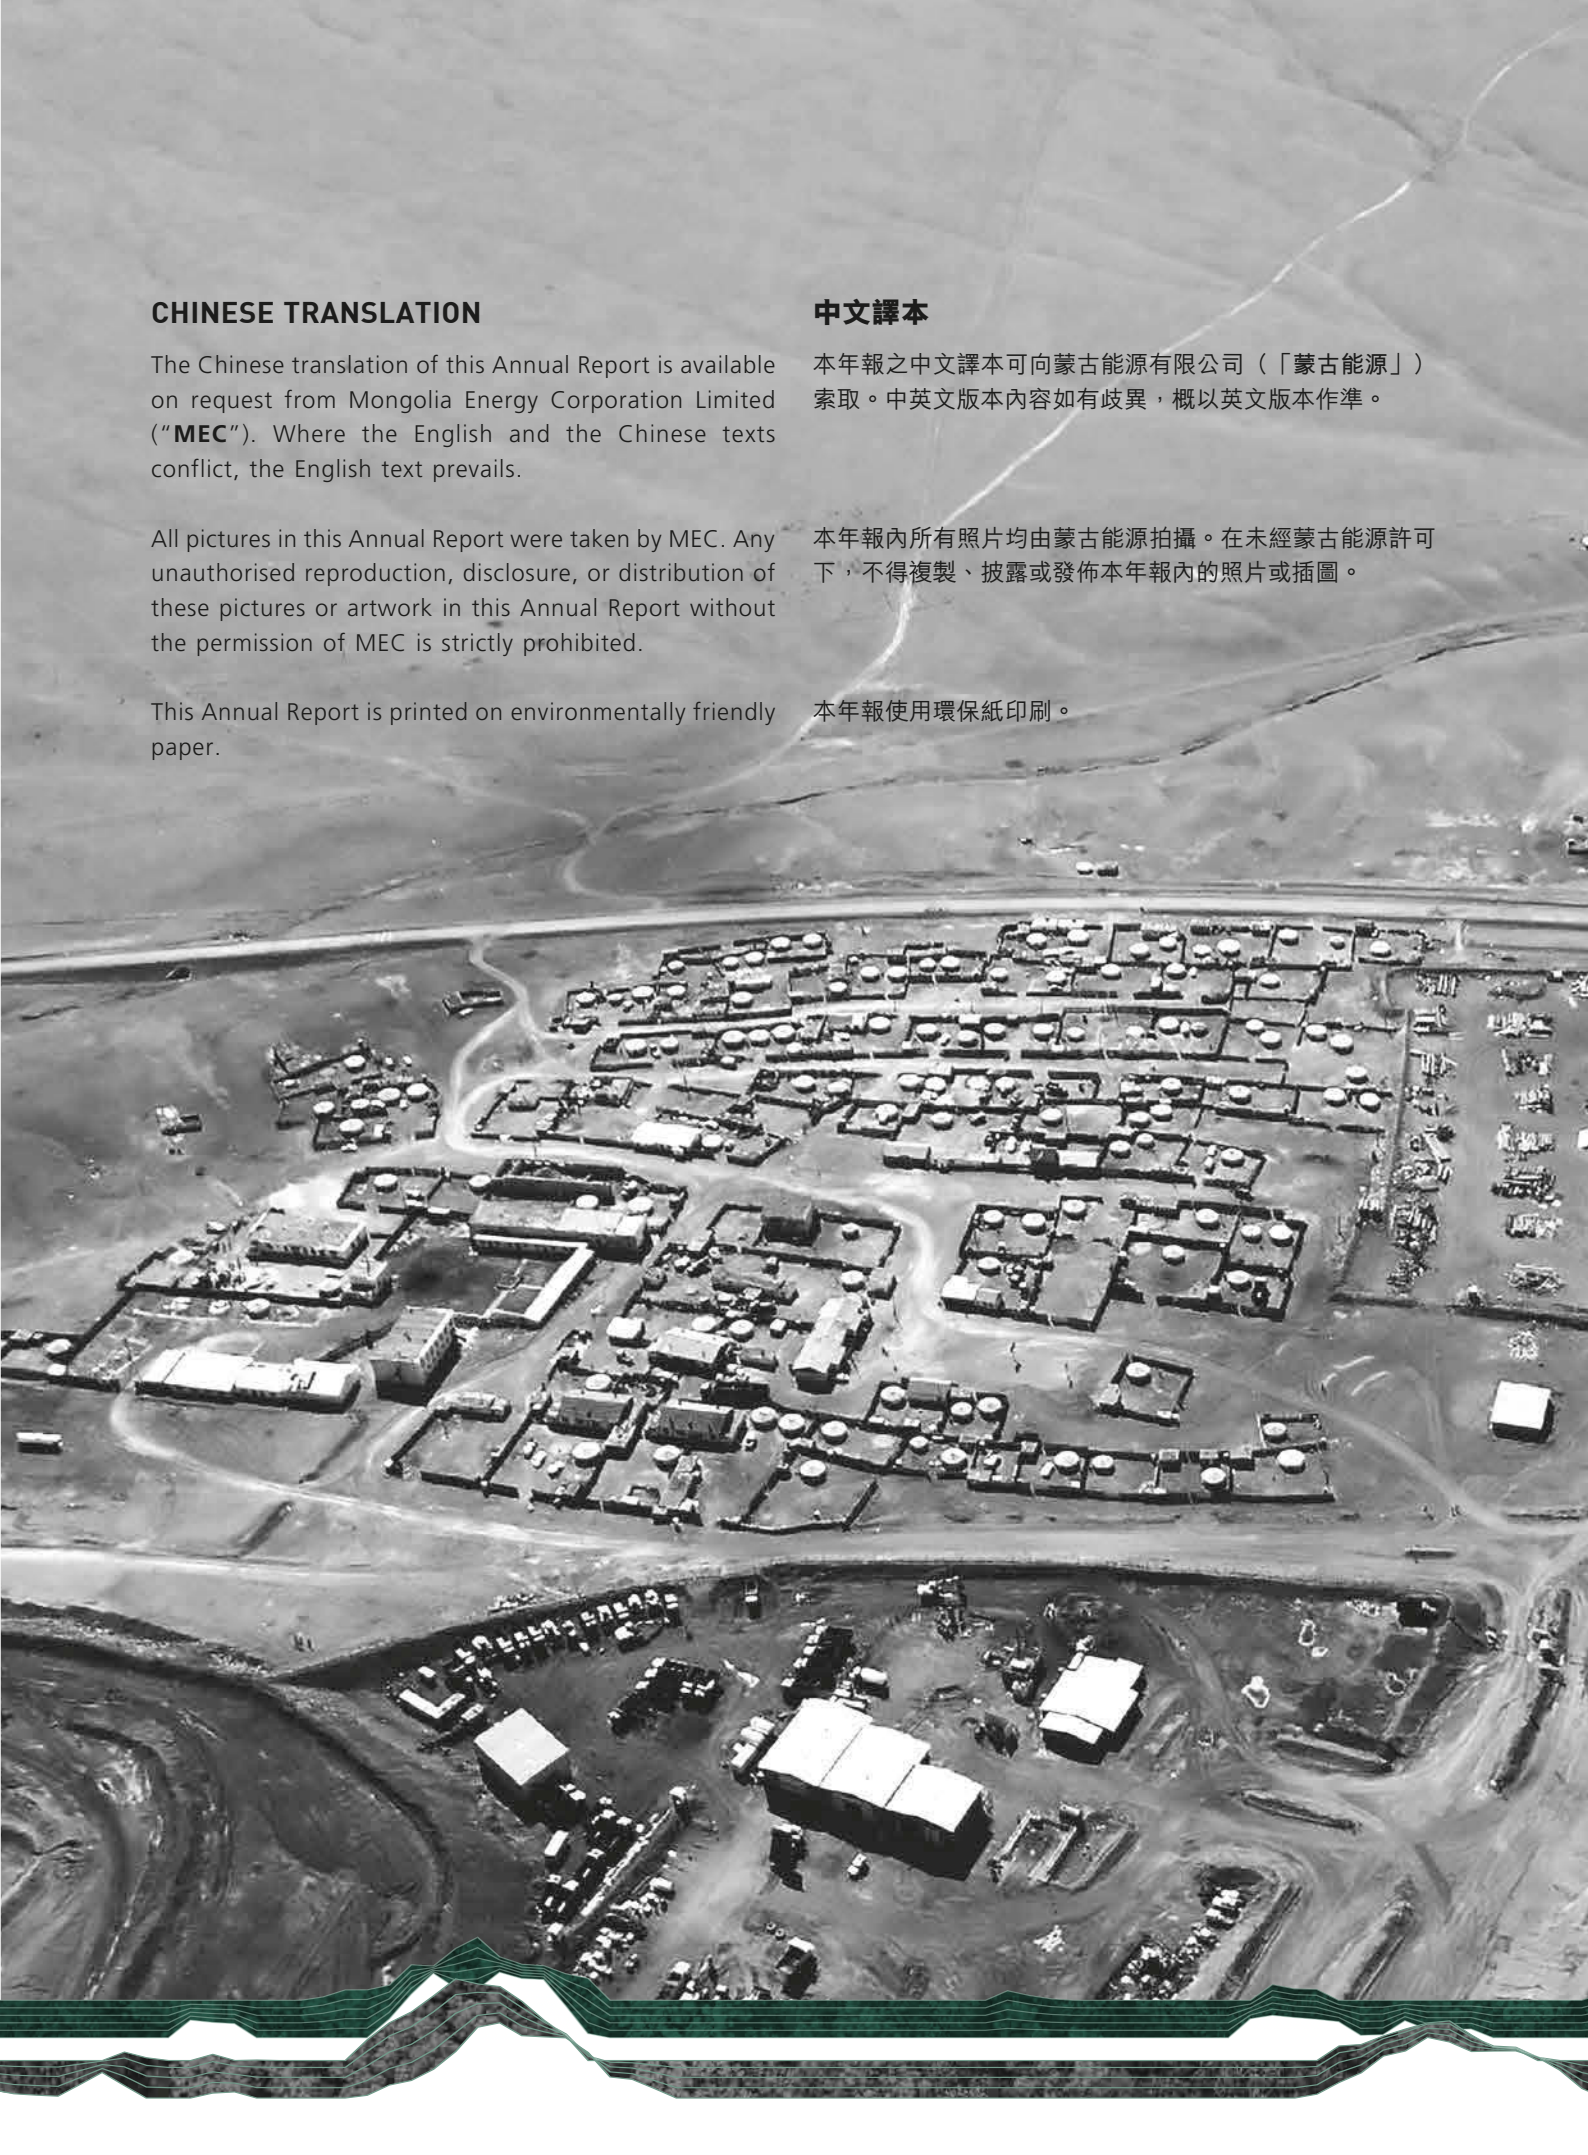 CHINESE TRANSLATION
The Chinese translation of this Annual Report is available
on request from Mongolia Energy Corporation Limited
(“MEC”). Where the English and the Chinese texts
conflict, the English text prevails.
All pictures in this Annual Report were taken by MEC. Any
unauthorised reproduction, disclosure, or distribution of
these pictures or artwork in this Annual Report without
the permission of MEC is strictly prohibited.
This Annual Report is printed on environmentally friendly
paper.
中文譯本
本年報之中文譯本可向蒙古能源有限公司（「蒙古能源」）
索取。中英文版本內容如有歧異，概以英文版本作準。
本年報內所有照片均由蒙古能源拍攝。在未經蒙古能源許可
下，不得複製、披露或發佈本年報內的照片或插圖。
本年報使用環保紙印刷。